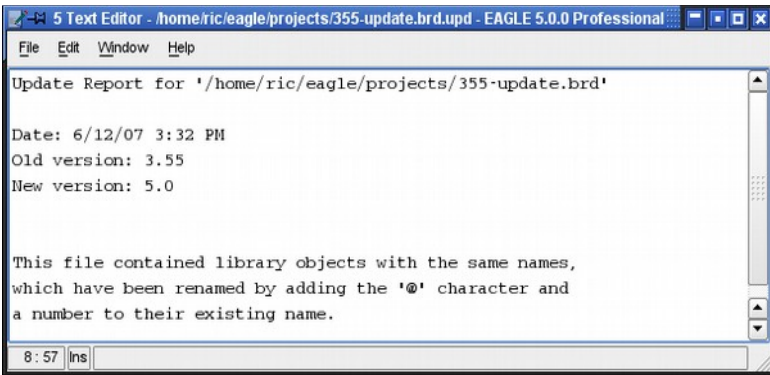 5 Text Editor - /home/ric/eagle/projects/355-update.brd.upd - EAGLE 5.0.0 Professional
File Edit Window Help
Update Report for '/home/ric/eagle/projects/355-update.brd'
Date: 6/12/07 3:32 PM
Old version: 3.55
New version: 5.0
This file contained library objects with the same names,
which have been renamed by adding the '@' character and
a number to their existing name.
8:57 Ins